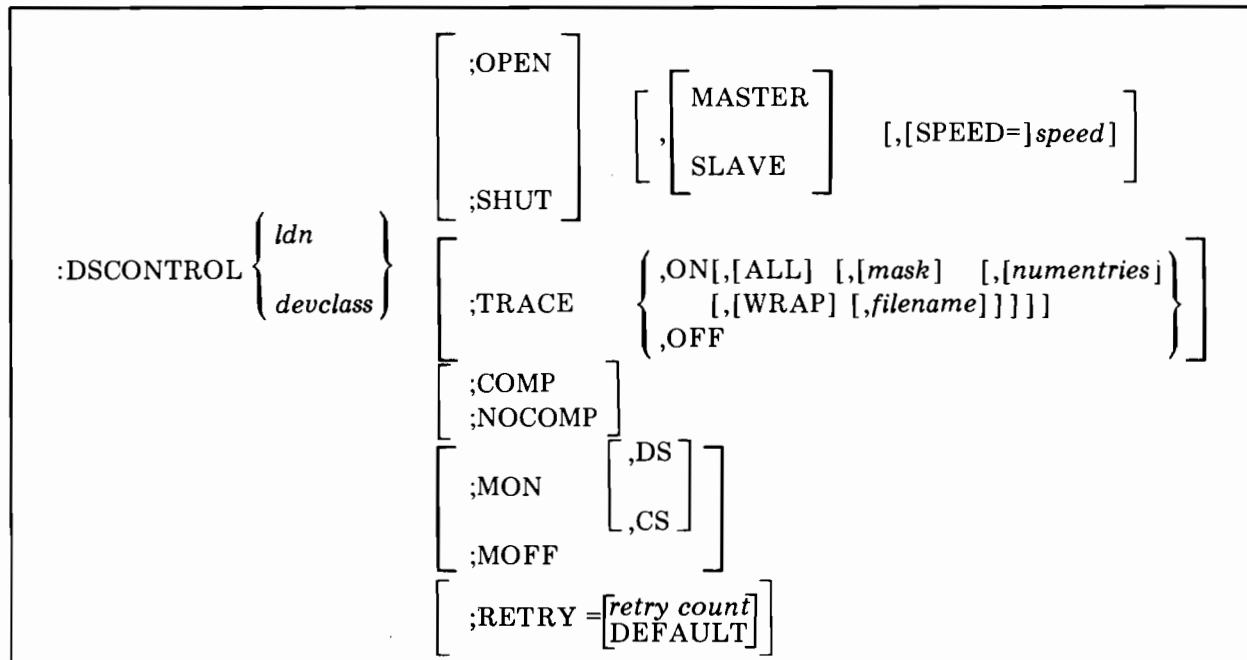 ;OPEN
[ , [ MASTER
SLAVE ] [,[SPEED=]speed] ]
;SHUT
:DSCONTROL { ldn
devclass }
;TRACE { ,ON[,[ALL] [,[mask] [,[numentries]
[,[WRAP] [,filename]]]]]
,OFF }
[ ;COMP
;NOCOMP ]
[ ;MON [ ,DS
,CS ]
;MOFF ]
[ ;RETRY =[retry count
DEFAULT] ]